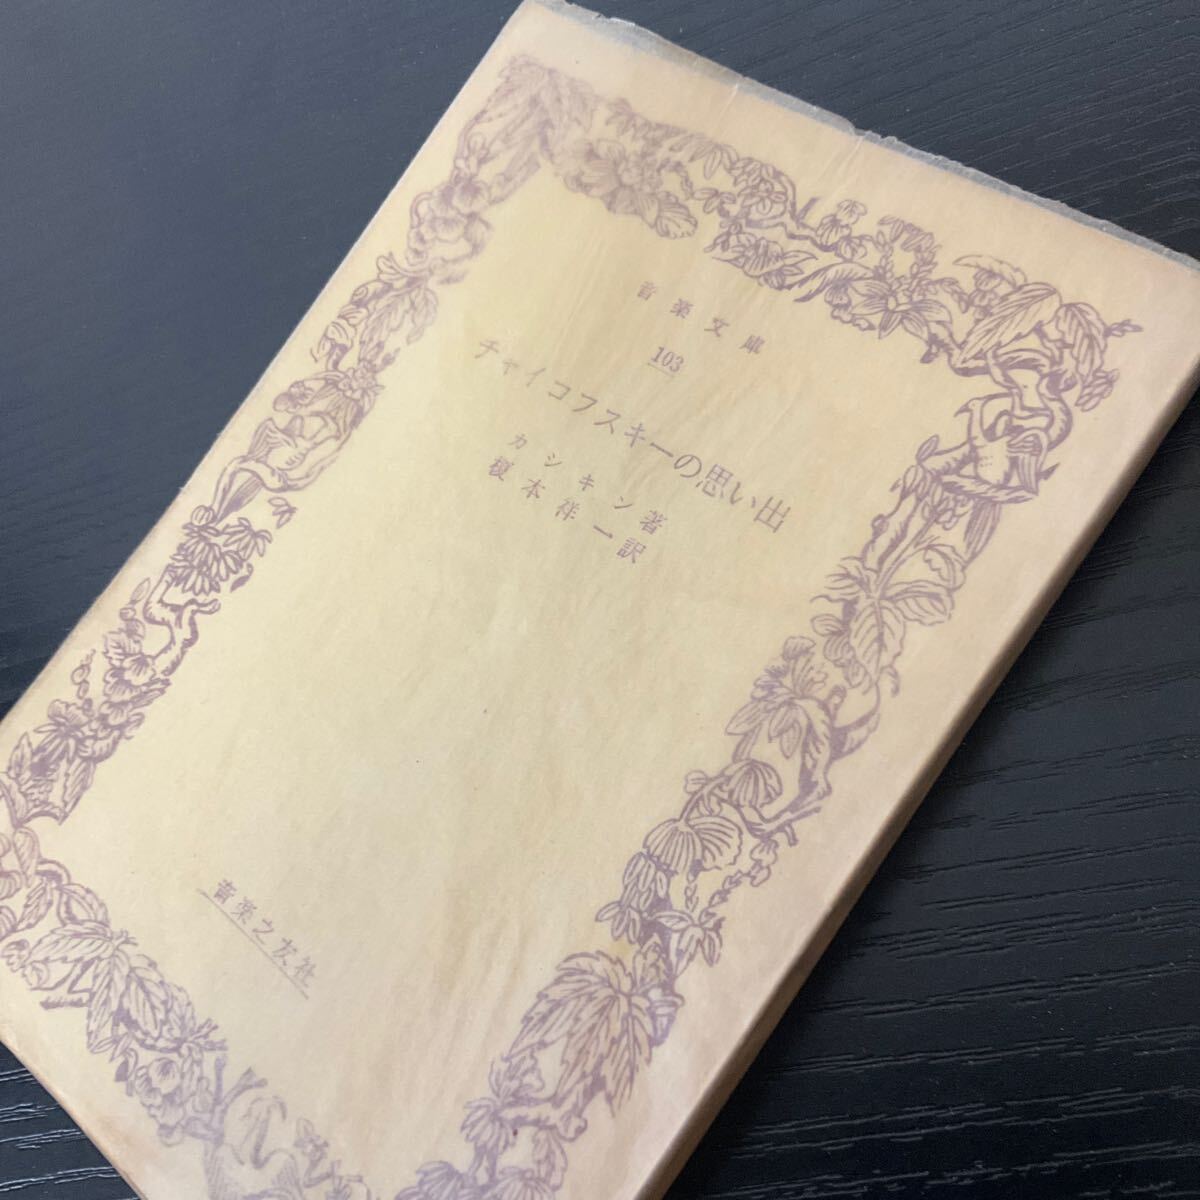 音楽文庫
103
チャイコフスキーの思い出
カシキン著
榎本祥一訳
音楽之友社